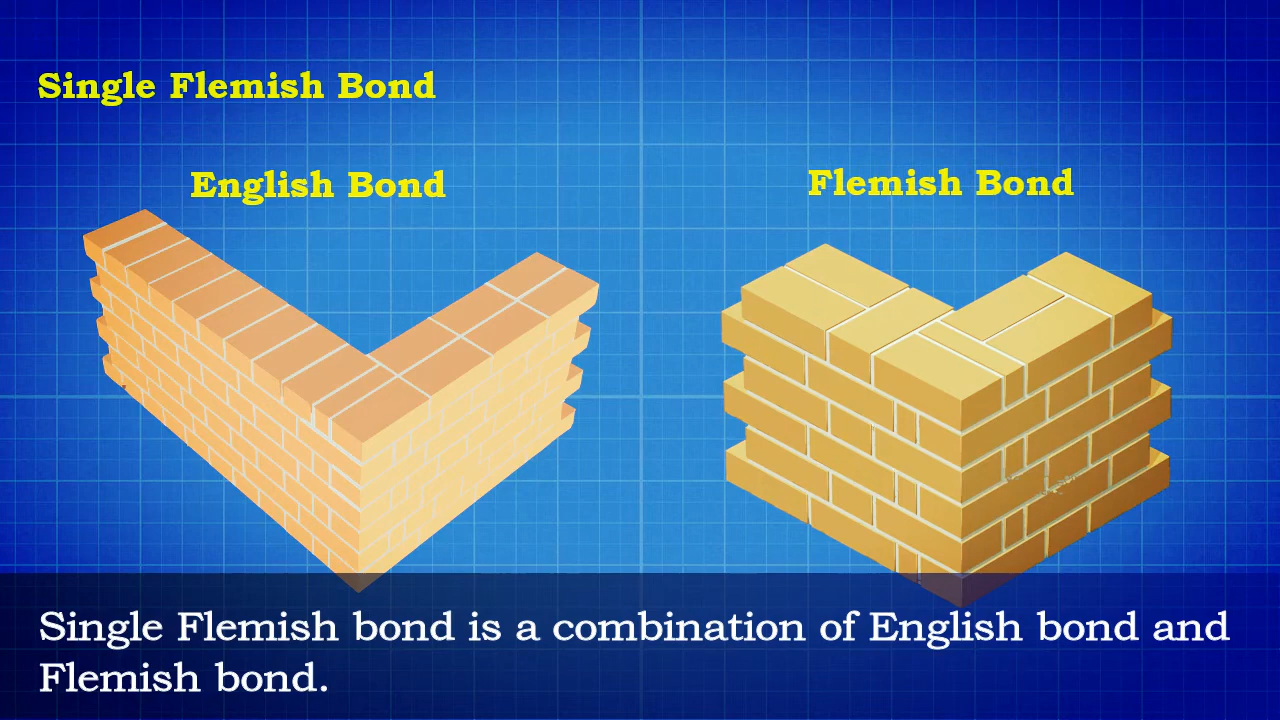 Single Flemish Bond
English Bond
Flemish Bond
Single Flemish bond is a combination of English bond and
Flemish bond.